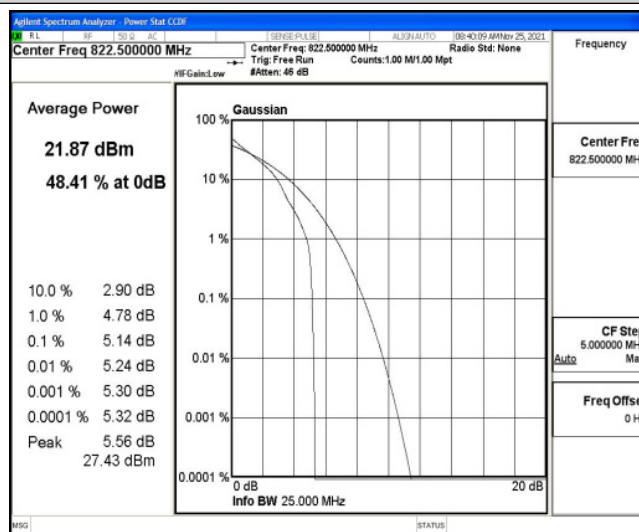 Agilent Spectrum Analyzer - Power Stat CCDF
RL RF 50 Ω AC SENSE:PULSE ALIGN AUTO 08:40:09 AM Nov 25, 2021
Center Freq 822.500000 MHz
Center Freq: 822.500000 MHz Radio Std: None
Trig: Free Run Counts:1.00 M/1.00 Mpt
#IFGain:Low #Atten: 46 dB
Frequency
Average Power
21.87 dBm
48.41 % at 0dB
10.0 % 2.90 dB
1.0 % 4.78 dB
0.1 % 5.14 dB
0.01 % 5.24 dB
0.001 % 5.30 dB
0.0001 % 5.32 dB
Peak 5.56 dB
27.43 dBm
Gaussian
100 %
10 %
1 %
0.1 %
0.01 %
0.001 %
0.0001 %
0 dB 20 dB
Info BW 25.000 MHz
Center Fre
822.500000 MH
CF Ste
5.000000 MH
Auto Ma
Freq Offse
0 H
MSG STATUS